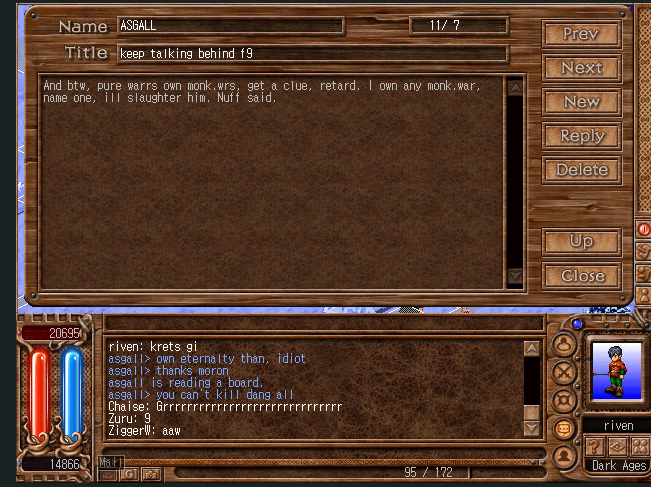 Name ASGALL 11/ 7
Title keep talking behind f9
And btw, pure warrs own monk.wrs, get a clue, retard. I own any monk.war,
name one, ill slaughter him. Nuff said.
Prev
Next
New
Reply
Delete
Up
Close
20695
14866
riven: krets gi
asgall> own eternalty than, idiot
asgall> thanks moron
asgall is reading a board.
asgall> you can't kill dang all
Chaise: Grrrrrrrrrrrrrrrrrrrrrrrrrrrrrr
Zuru: 9
ZiggerW: aaw
Mail
95 / 172
riven
Dark Ages